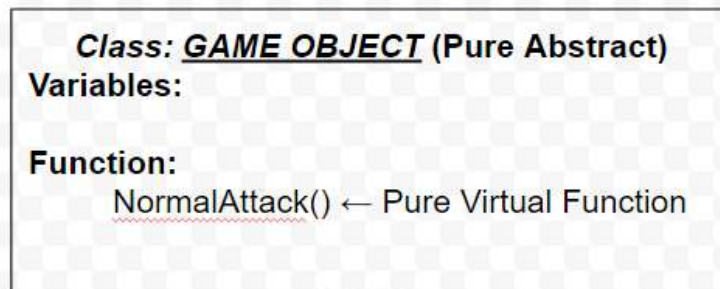 Class: GAME OBJECT (Pure Abstract)
Variables:
Function:
NormalAttack() ← Pure Virtual Function